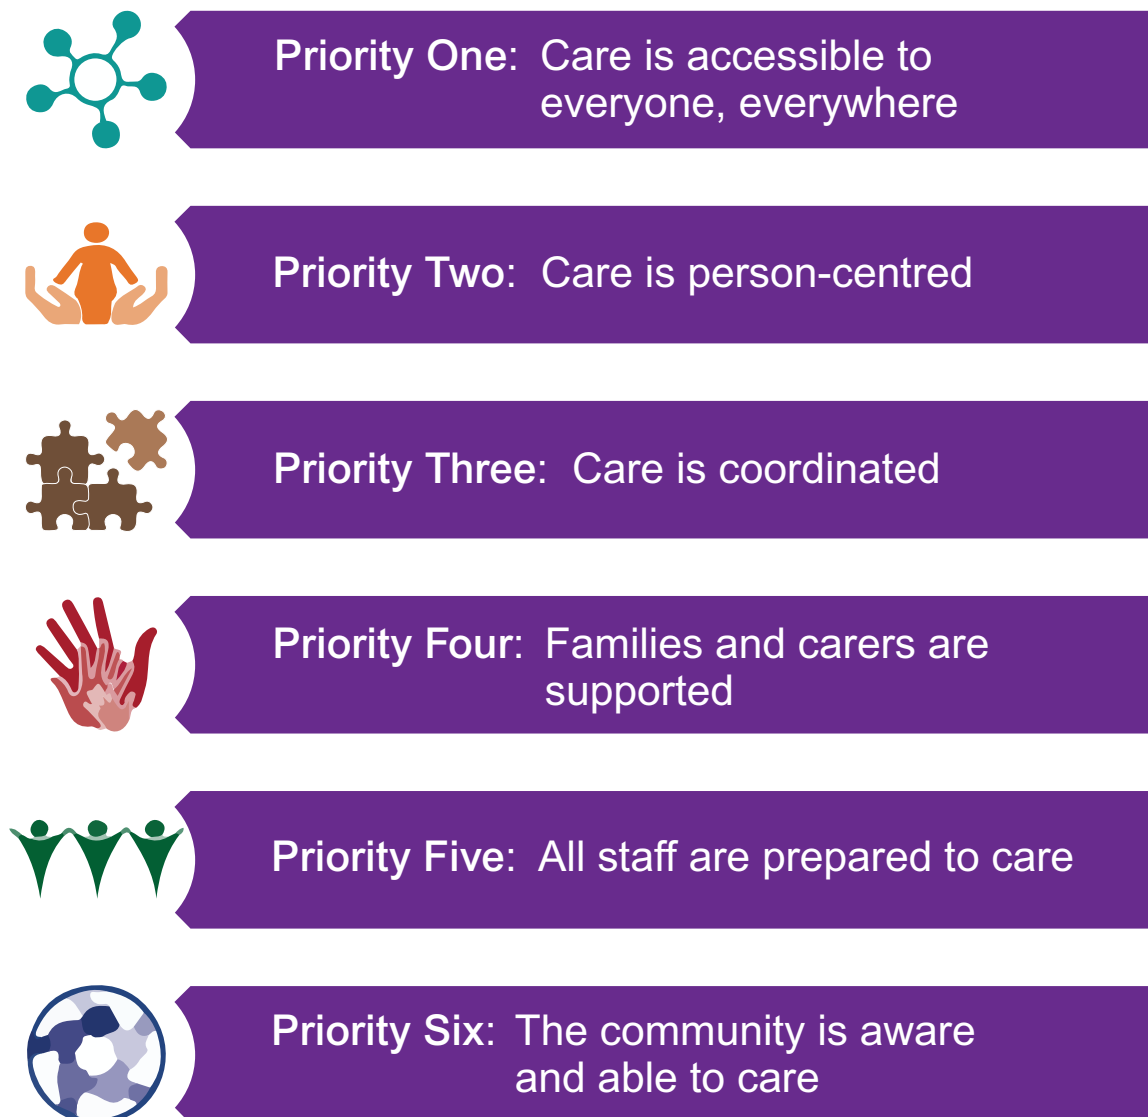 Priority One: Care is accessible to
everyone, everywhere
Priority Two: Care is person-centred
Priority Three: Care is coordinated
Priority Four: Families and carers are
supported
Priority Five: All staff are prepared to care
Priority Six: The community is aware
and able to care